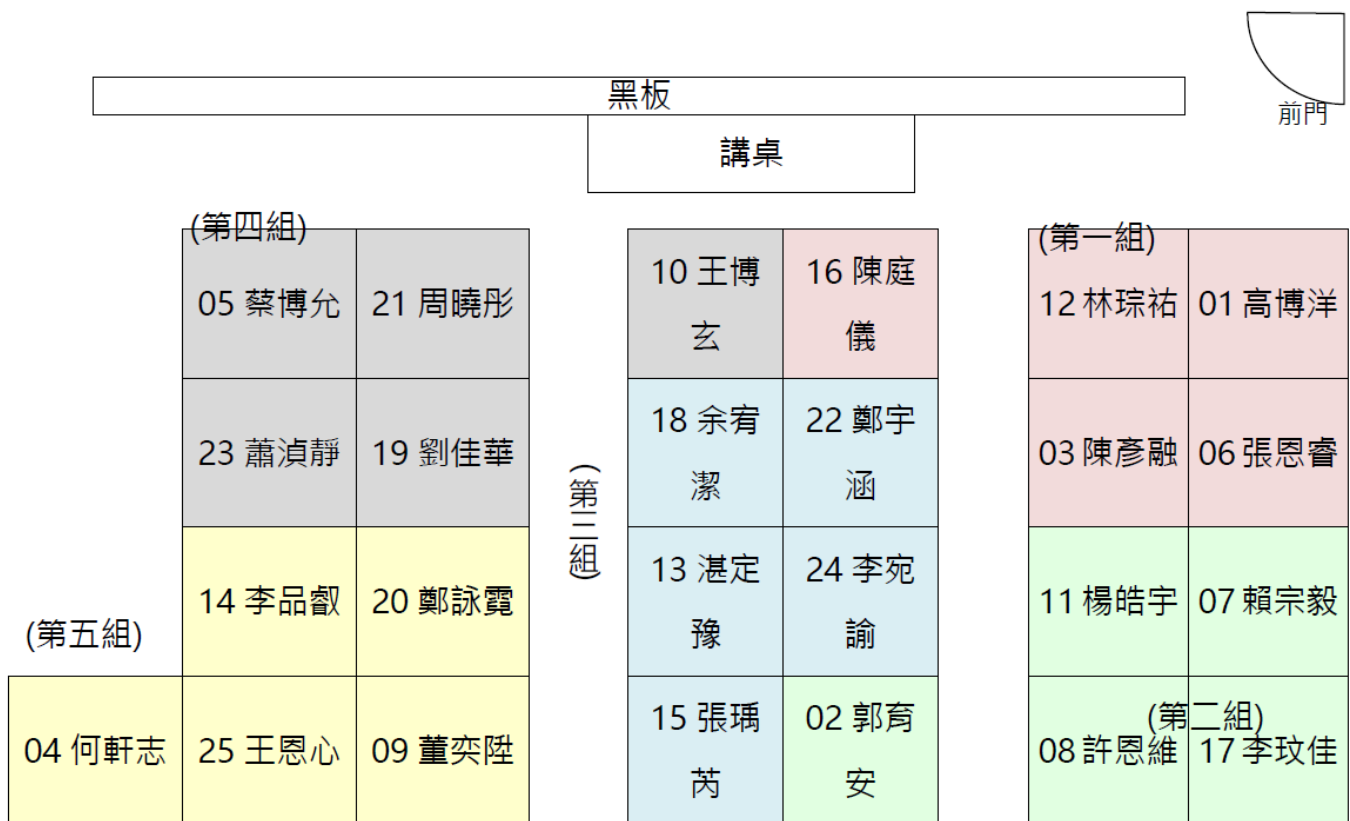 黑板
前門
講桌
(第四組)
(第一組)
05 蔡博允
21 周曉彤
10 王博
玄
16 陳庭
儀
12 林琮祐
01 高博洋
23 蕭湞靜
19 劉佳華
18 余宥
潔
22 鄭宇
涵
03 陳彥融
06 張恩睿
(第三組)
14 李品叡
20 鄭詠霓
13 湛定
豫
24 李宛
諭
11 楊皓宇
07 賴宗毅
(第五組)
04 何軒志
25 王恩心
09 董奕陞
15 張瑀
芮
02 郭育
安
(第二組)
08 許恩維
17 李玟佳